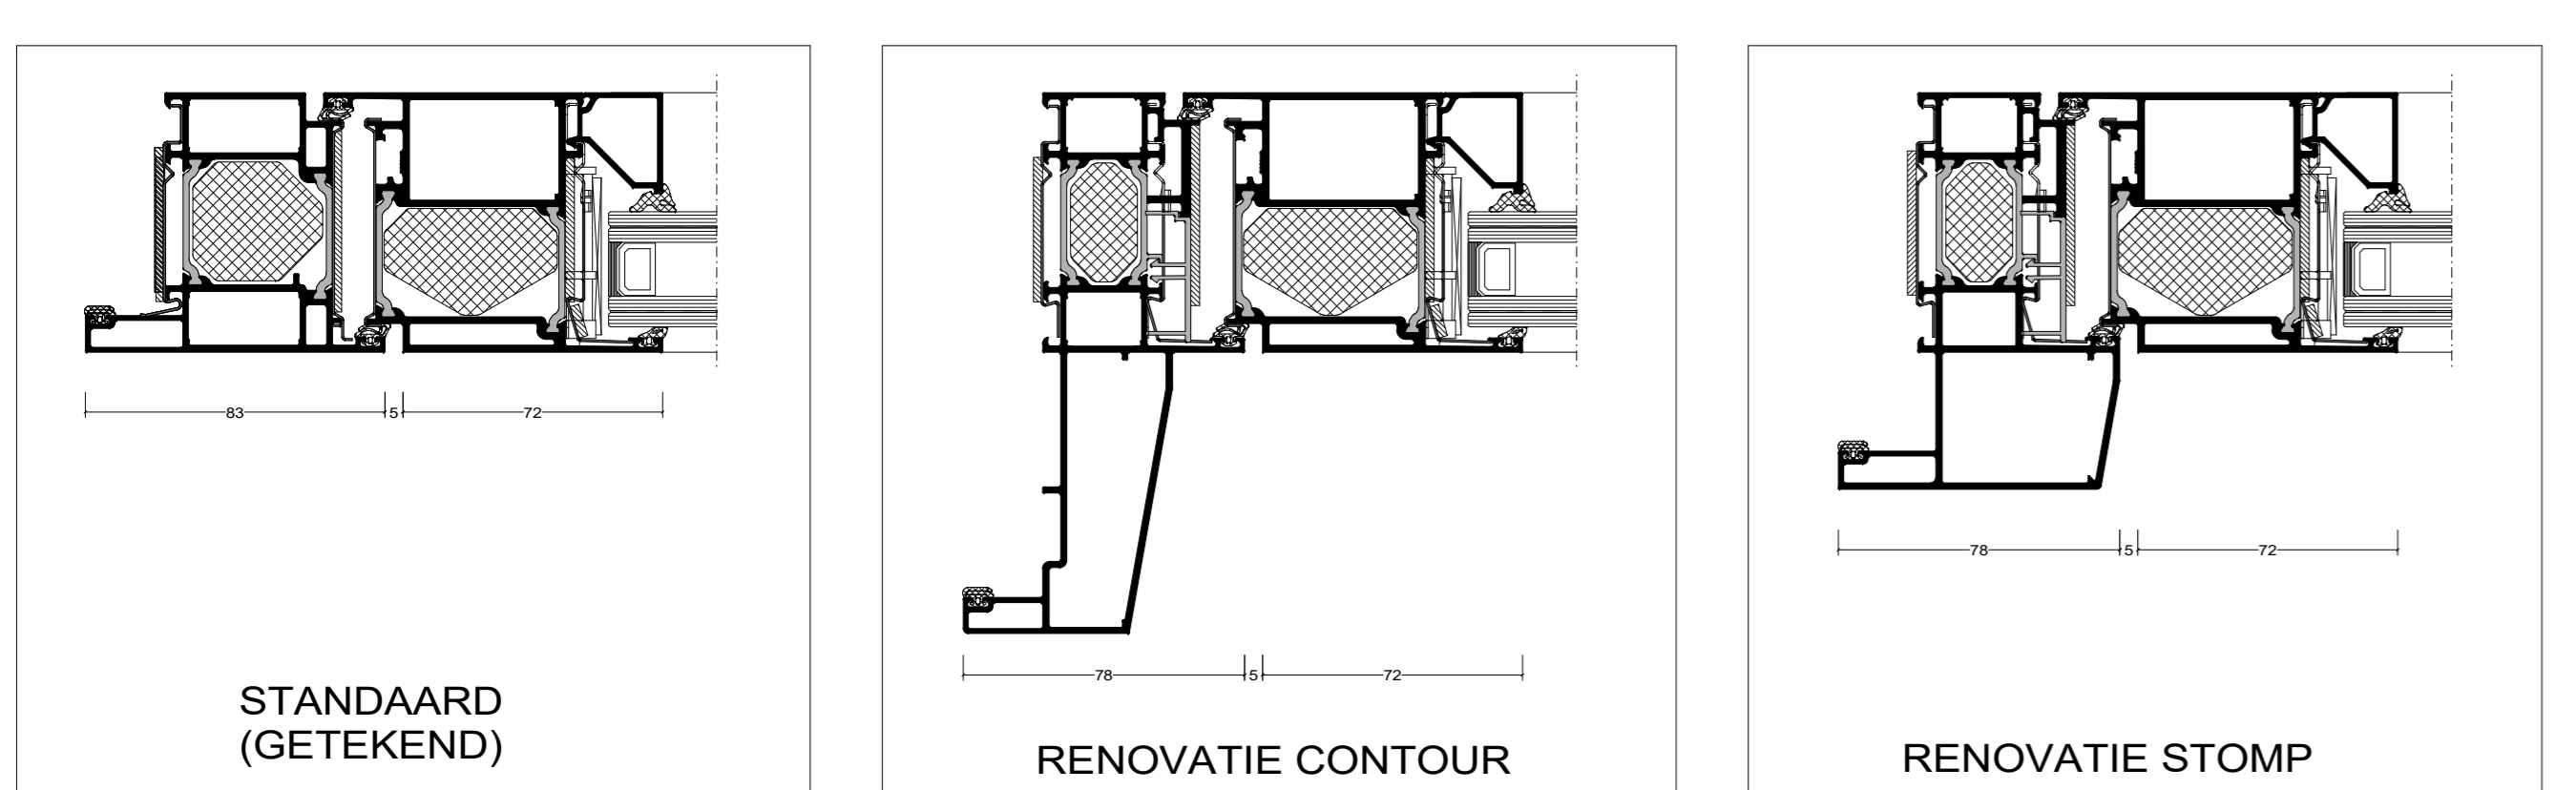 83 5 72
78 5 72
78 5 72
STANDAARD
(GETEKEND)
RENOVATIE CONTOUR
RENOVATIE STOMP